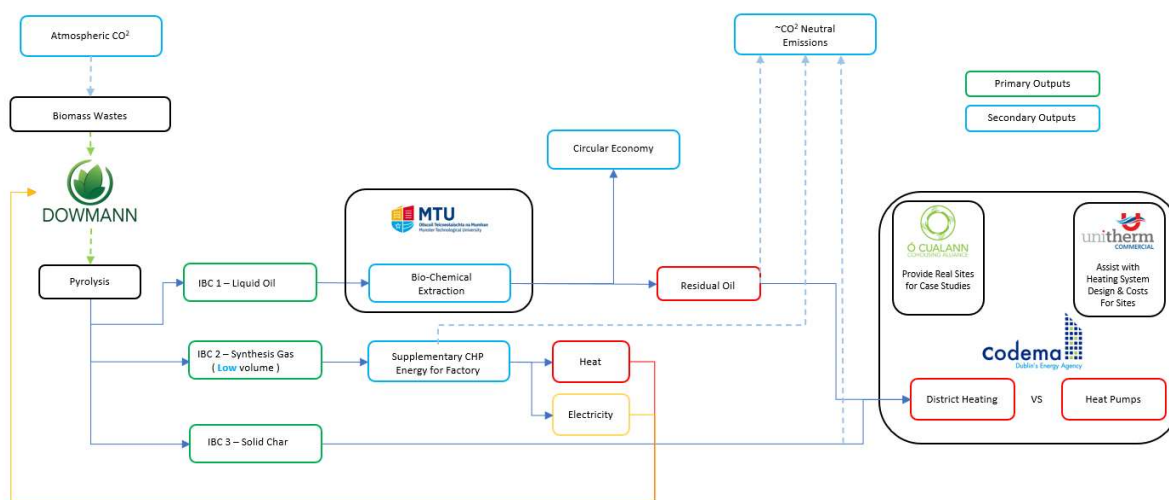 Atmospheric CO²
~CO² Neutral
Emissions
Primary Outputs
Secondary Outputs
Biomass Wastes
Circular Economy
DOWMANN
MTU
Ollscoil Teicneolaíochta na Mumhan
Munster Technological University
Ó CUALANN
COHOUSING ALLIANCE
Provide Real Sites
for Case Studies
unitherm
COMMERCIAL
Assist with
Heating System
Design & Costs
For Sites
Pyrolysis
IBC 1 – Liquid Oil
Bio-Chemical
Extraction
Residual Oil
IBC 2 – Synthesis Gas
( Low volume )
Supplementary CHP
Energy for Factory
Heat
Electricity
codema
Dublin's Energy Agency
District Heating
VS
Heat Pumps
IBC 3 – Solid Char